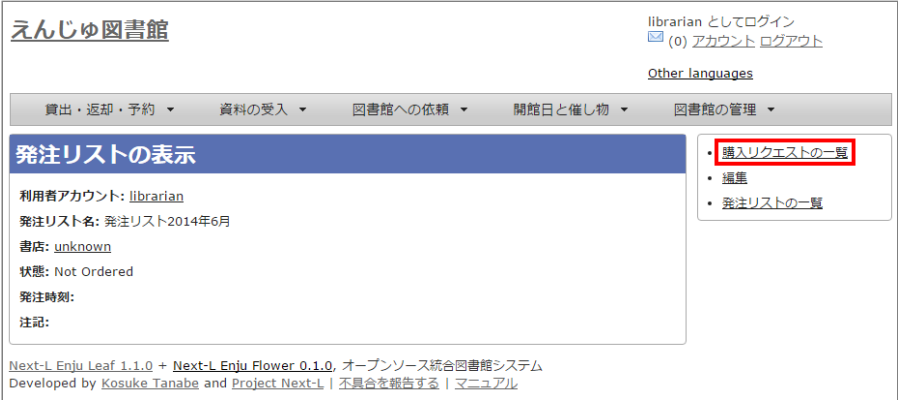 えんじゅ図書館
librarian としてログイン
(0) アカウント ログアウト
Other languages
貸出・返却・予約 ▼ 資料の受入 ▼ 図書館への依頼 ▼ 開館日と催し物 ▼ 図書館の管理 ▼
発注リストの表示
利用者アカウント: librarian
発注リスト名: 発注リスト2014年6月
書店: unknown
状態: Not Ordered
発注時刻:
注記:
• 購入リクエストの一覧
• 編集
• 発注リストの一覧
Next-L Enju Leaf 1.1.0 + Next-L Enju Flower 0.1.0, オープンソース統合図書館システム
Developed by Kosuke Tanabe and Project Next-L | 不具合を報告する | マニュアル